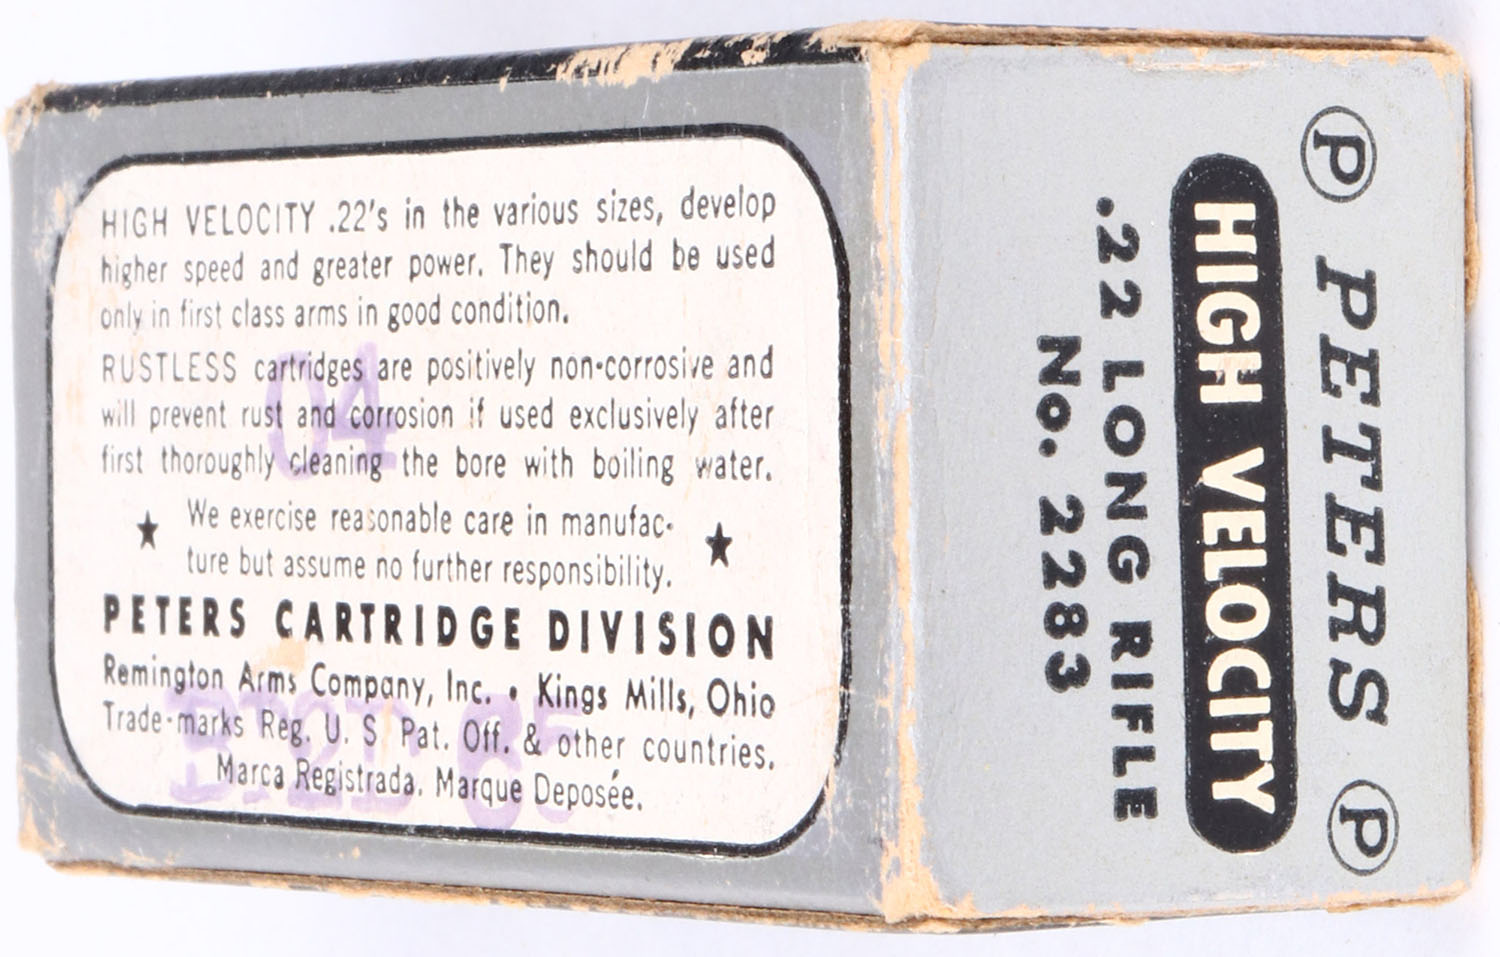 HIGH VELOCITY .22's in the various sizes, develop
higher speed and greater power. They should be used
only in first class arms in good condition.
RUSTLESS cartridges are positively non-corrosive and
will prevent rust and corrosion if used exclusively after
first thoroughly cleaning the bore with boiling water.
★ We exercise reasonable care in manufac-
ture but assume no further responsibility. ★
PETERS CARTRIDGE DIVISION
Remington Arms Company, Inc. • Kings Mills, Ohio
Trade-marks Reg. U. S Pat. Off. & other countries.
Marca Registrada. Marque Deposée.
04
P PETERS P
HIGH VELOCITY
.22 LONG RIFLE
No. 2283